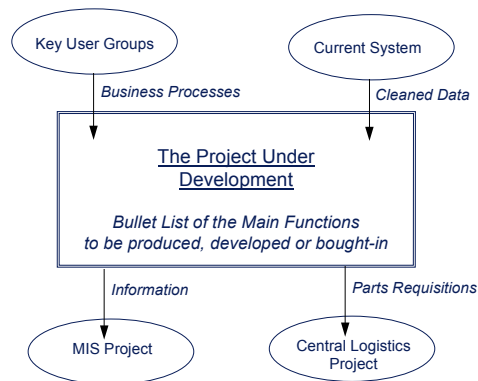 Key User Groups
Current System
Business Processes
Cleaned Data
The Project Under
Development
Bullet List of the Main Functions
to be produced, developed or bought-in
Information
Parts Requisitions
MIS Project
Central Logistics
Project